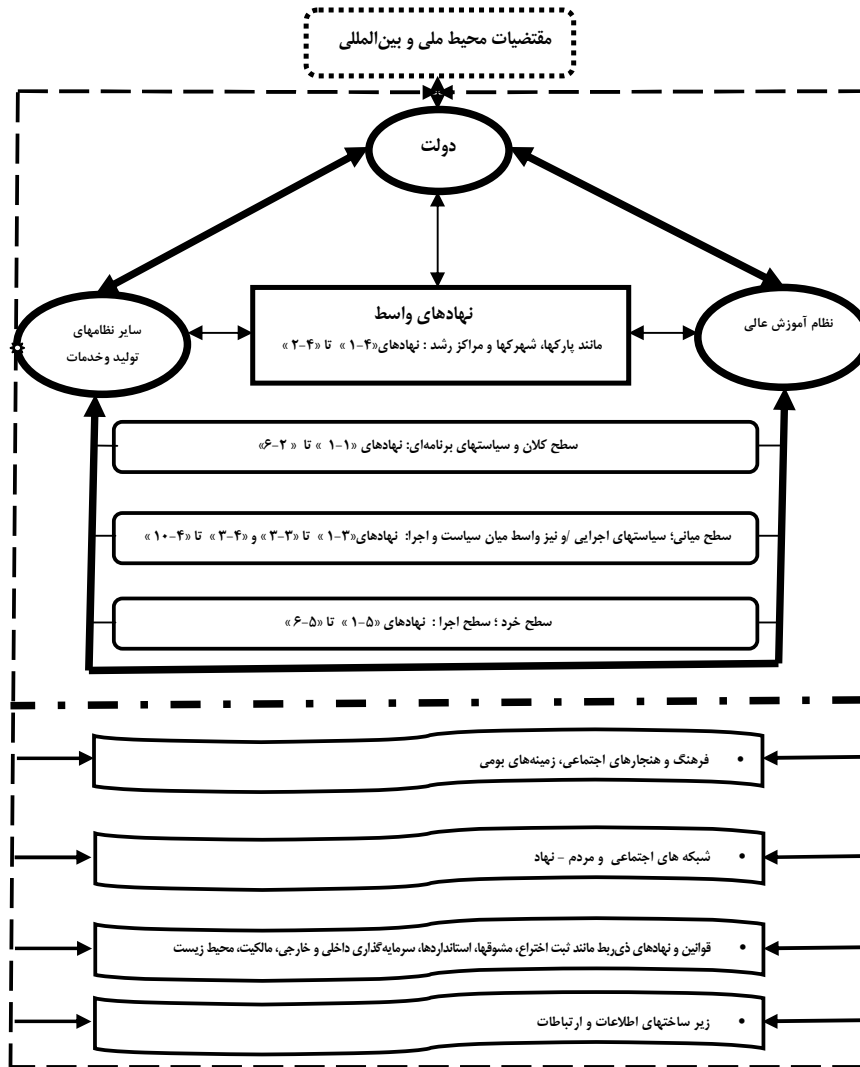 مقتضیات محیط ملی و بین‌المللی
دولت
نظام آموزش عالی
نهادهای واسط
مانند پارکها، شهرکها و مراکز رشد : نهادهای«۴-۱ » تا «۴-۲ »
سایر نظامهای
تولید وخدمات
سطح کلان و سیاستهای برنامه‌ای: نهادهای «۱-۱ » تا « ۲-۶»
سطح میانی؛ سیاستهای اجرایی /و نیز واسط میان سیاست و اجرا: نهادهای«۳-۱ » تا «۳-۳ » و «۴-۳ » تا «۴-۱۰ »
سطح خرد ؛ سطح اجرا : نهادهای «۵-۱ » تا «۵-۶ »
• فرهنگ و هنجارهای اجتماعی، زمینه‌های بومی
• شبکه های اجتماعی و مردم – نهاد
• قوانین و نهادهای ذی‌ربط مانند ثبت اختراع، مشوقها، استانداردها، سرمایه‌گذاری داخلی و خارجی، مالکیت، محیط زیست
• زیر ساختهای اطلاعات و ارتباطات